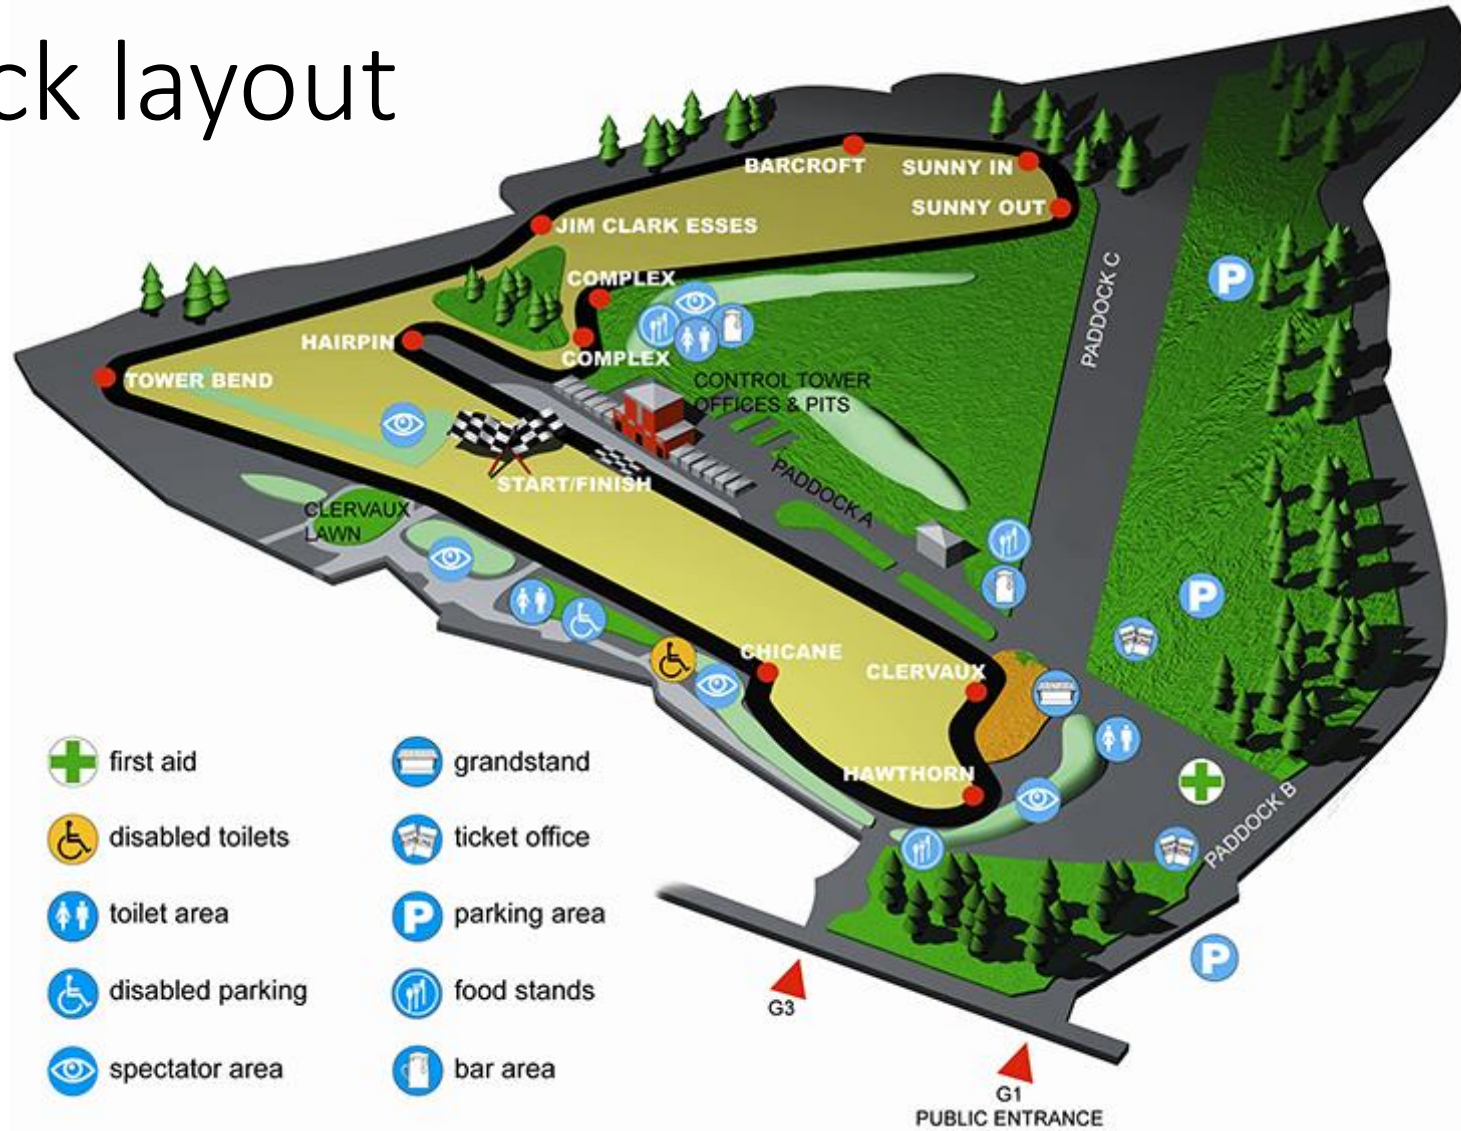 ck layout
BARCROFT
SUNNY IN
SUNNY OUT
JIM CLARK ESSES
COMPLEX
HAIRPIN
COMPLEX
TOWER BEND
CONTROL TOWER
OFFICES & PITS
PADDOCK C
P
START/FINISH
PADDOCK A
CLERVAUX
LAWN
P
CHICANE
CLERVAUX
HAWTHORN
PADDOCK B
P
G3
G1
PUBLIC ENTRANCE
first aid
disabled toilets
toilet area
disabled parking
spectator area
grandstand
ticket office
P parking area
food stands
bar area